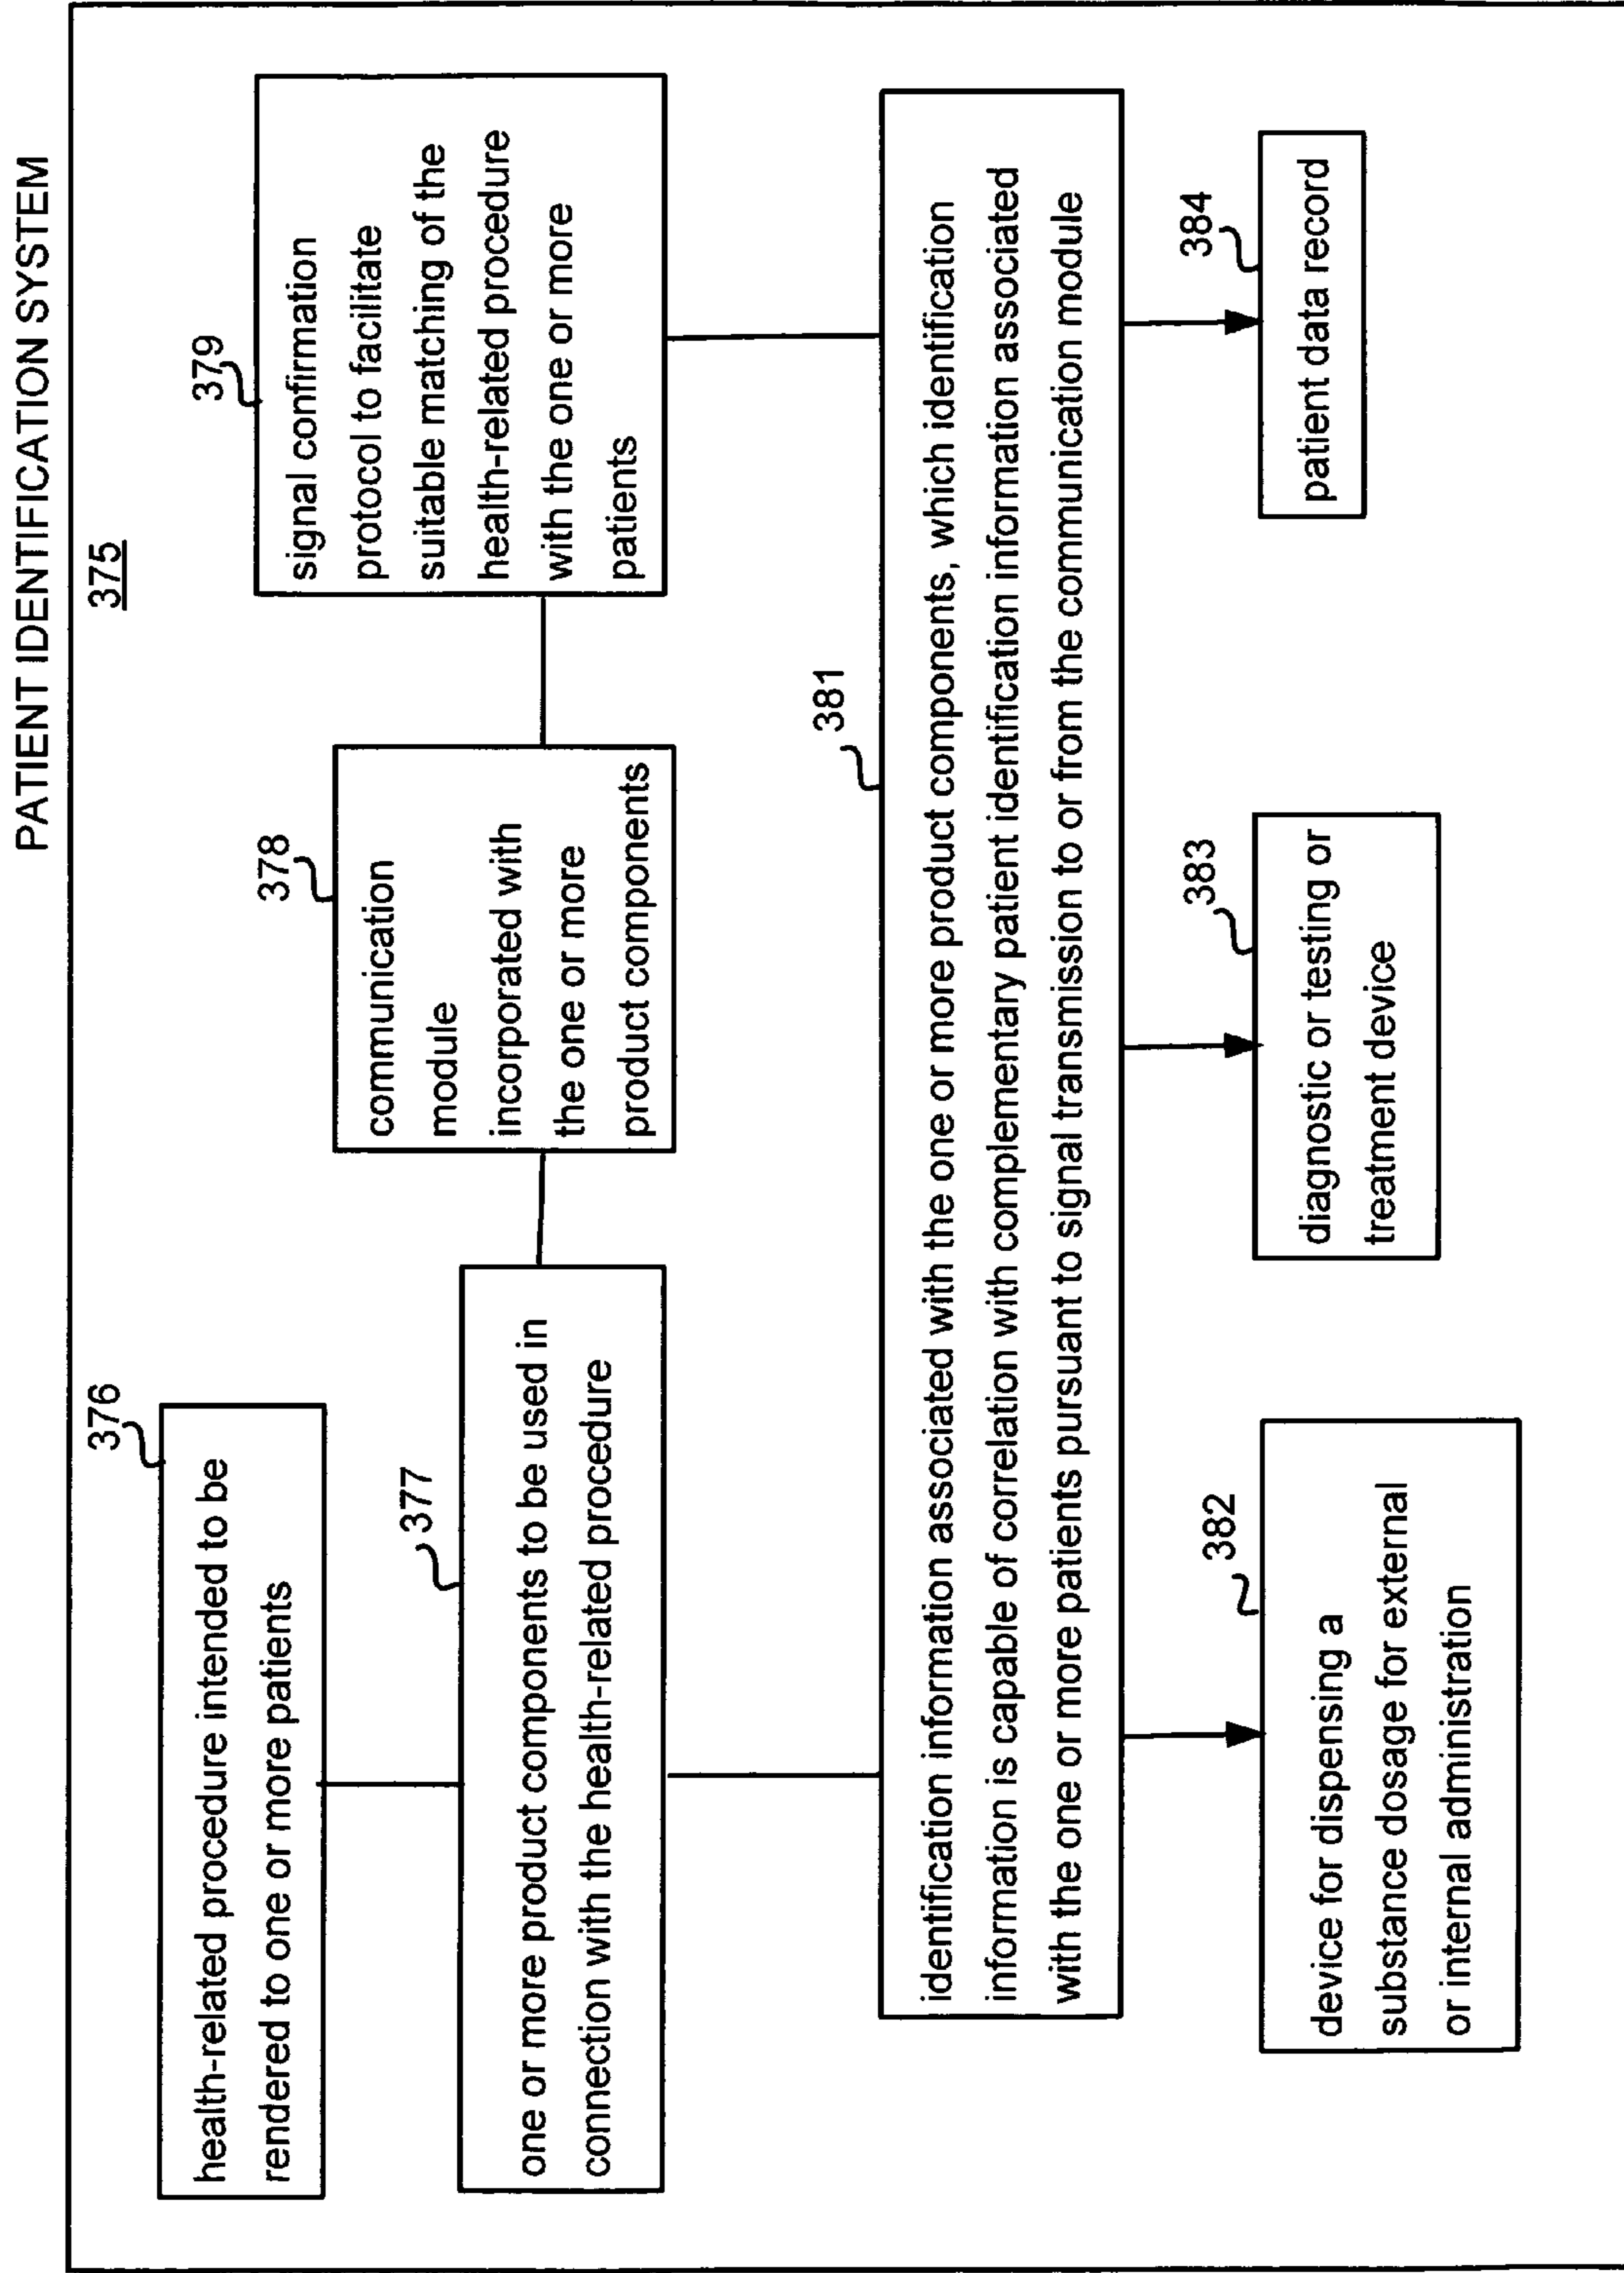 PATIENT IDENTIFICATION SYSTEM
375
376
health-related procedure intended to be
rendered to one or more patients
377
one or more product components to be used in
connection with the health-related procedure
378
communication
module
incorporated with
the one or more
product components
379
signal confirmation
protocol to facilitate
suitable matching of the
health-related procedure
with the one or more
patients
381
identification information associated with the one or more product components, which identification
information is capable of correlation with complementary patient identification information associated
with the one or more patients pursuant to signal transmission to or from the communication module
382
device for dispensing a
substance dosage for external
or internal administration
383
diagnostic or testing or
treatment device
384
patient data record